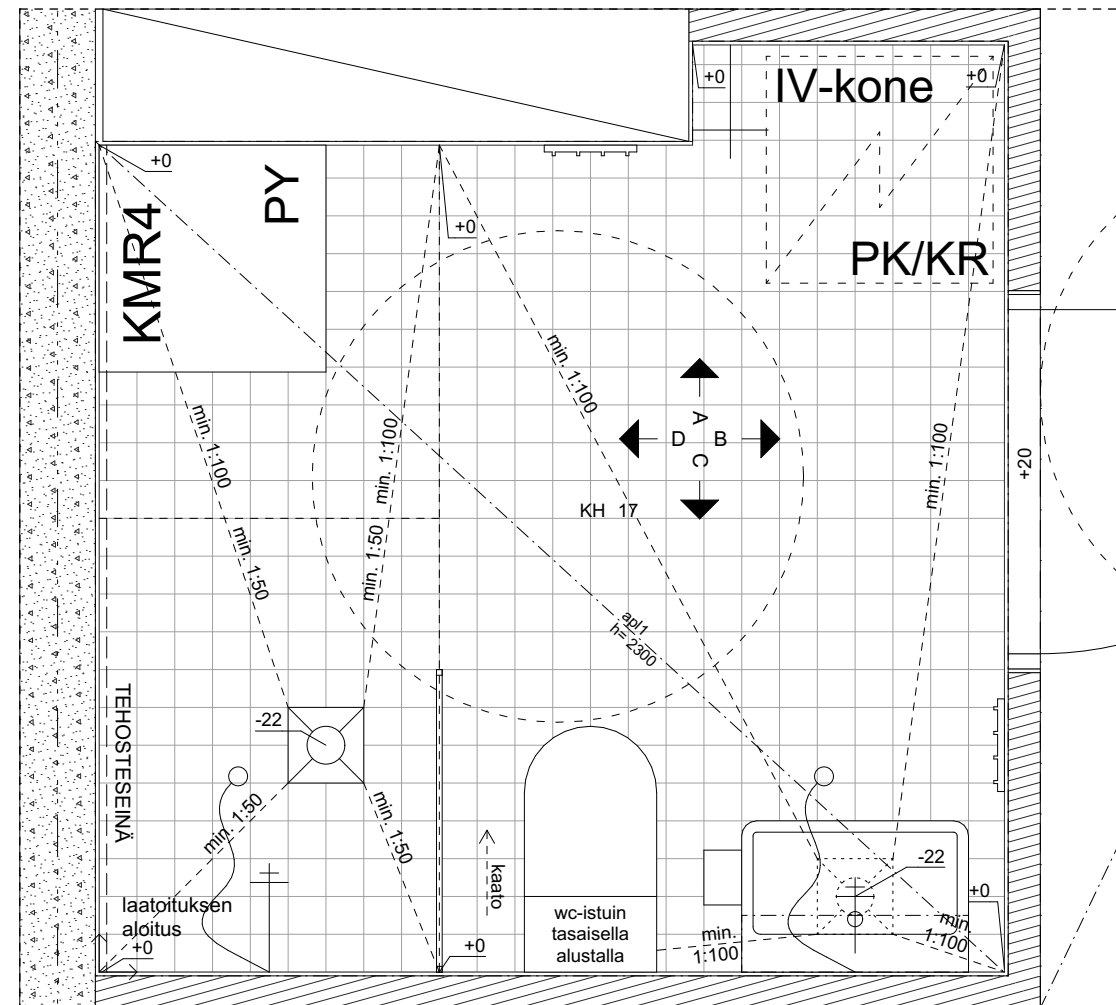 +0
IV-kone
+0
+0
PY
KMR4
+0
PK/KR
min. 1:100
min. 1:100
min. 1:100
min. 1:100
A
D B
C
KH 17
+20
min. 1:50
min. 1:50
apl1
h= 2300
TEHOSTESEINÄ
-22
min. 1:50
min. 1:50
kaato
-22
laatoituksen
aloitus
+0
+0
wc-istuin
tasaisella
alustalla
min.
1:100
+0
min.
1:100